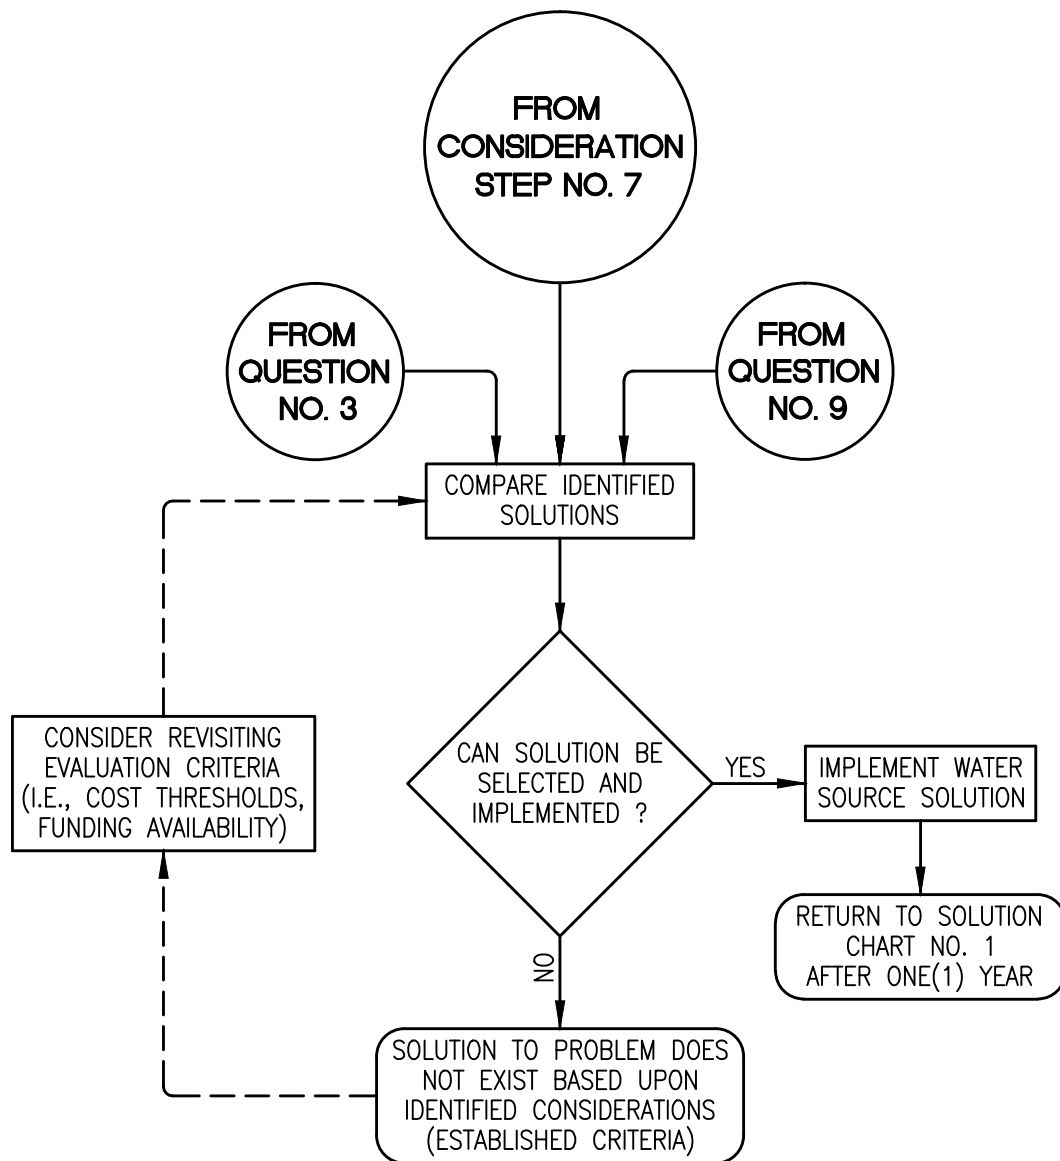 FROM
CONSIDERATION
STEP NO. 7
FROM
QUESTION
NO. 3
FROM
QUESTION
NO. 9
COMPARE IDENTIFIED
SOLUTIONS
CONSIDER REVISITING
EVALUATION CRITERIA
(I.E., COST THRESHOLDS,
FUNDING AVAILABILITY)
CAN SOLUTION BE
SELECTED AND
IMPLEMENTED ?
YES
IMPLEMENT WATER
SOURCE SOLUTION
RETURN TO SOLUTION
CHART NO. 1
AFTER ONE(1) YEAR
NO
SOLUTION TO PROBLEM DOES
NOT EXIST BASED UPON
IDENTIFIED CONSIDERATIONS
(ESTABLISHED CRITERIA)